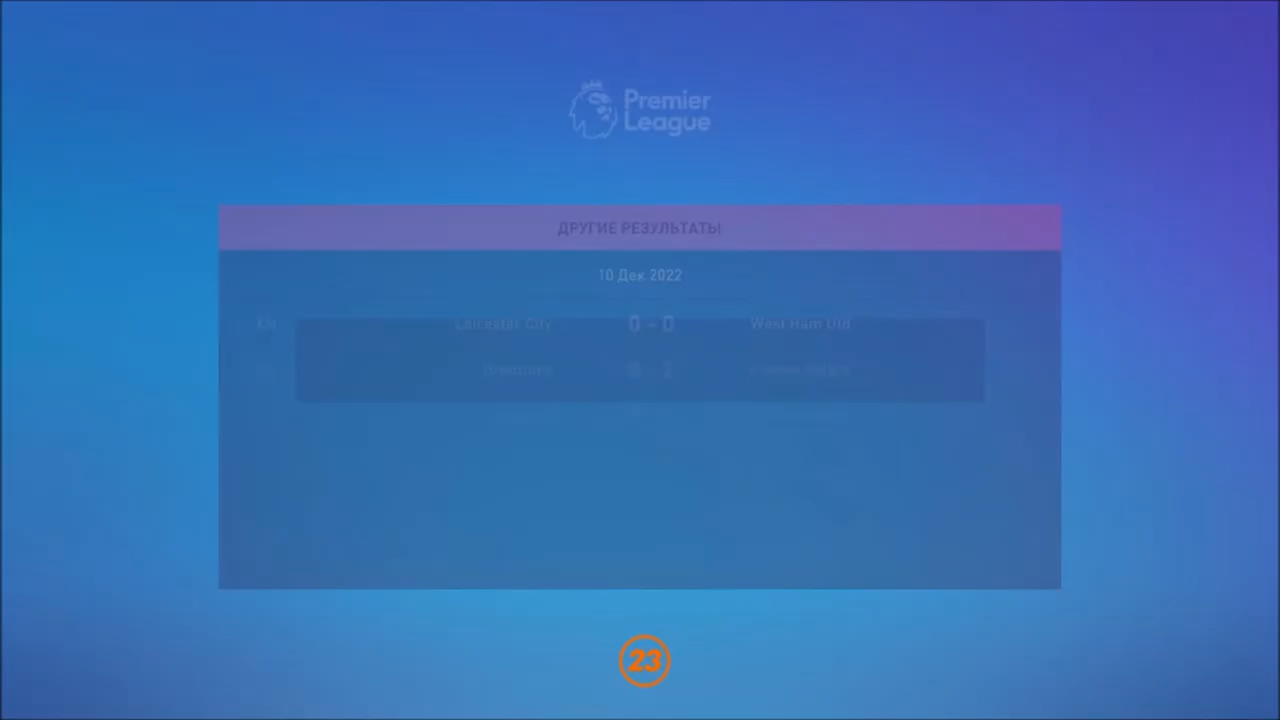 Premier
League
ДРУГИЕ РЕЗУЛЬТАТЫ
10 Дек 2022
Leicester City 0 - 0 West Ham Utd
23